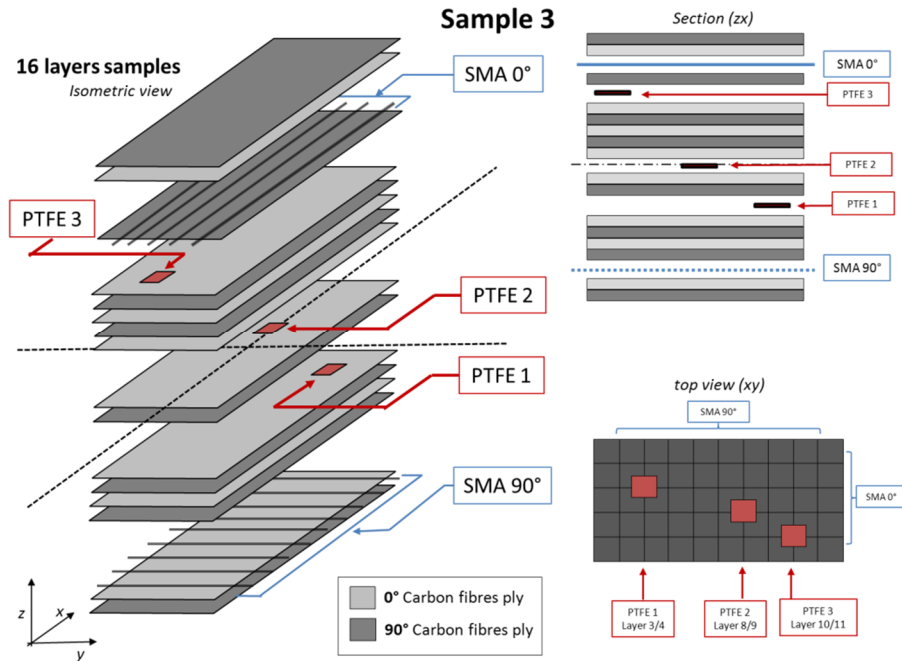 Sample 3
16 layers samples
Isometric view
SMA 0°
PTFE 3
PTFE 2
PTFE 1
SMA 90°
z
x
y
0° Carbon fibres ply
90° Carbon fibres ply
Section (zx)
SMA 0°
PTFE 3
PTFE 2
PTFE 1
SMA 90°
top view (xy)
SMA 90°
SMA 0°
PTFE 1
Layer 3/4
PTFE 2
Layer 8/9
PTFE 3
Layer 10/11